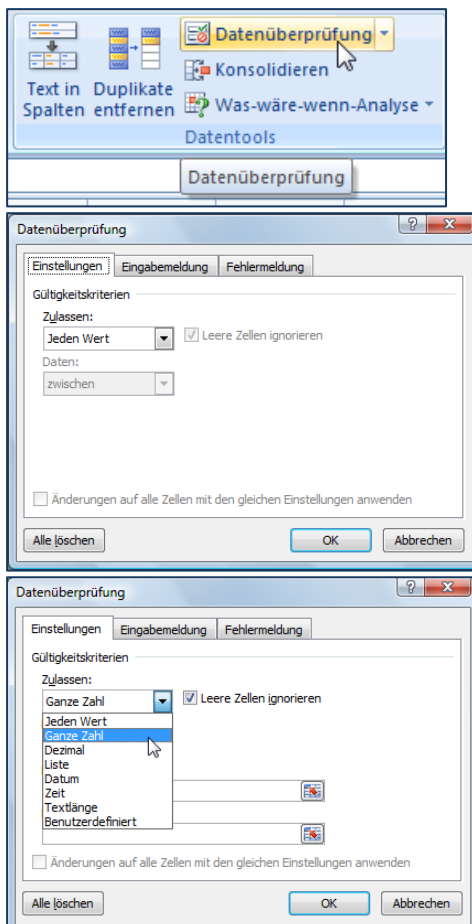 Datenüberprüfung
Konsolidieren
Text in Duplikate
Spalten entfernen Was-wäre-wenn-Analyse
Datentools
Datenüberprüfung
Datenüberprüfung
Einstellungen Eingabemeldung Fehlermeldung
Gültigkeitskriterien
Zulassen:
Jeden Wert Leere Zellen ignorieren
Daten:
zwischen
Änderungen auf alle Zellen mit den gleichen Einstellungen anwenden
Alle löschen OK Abbrechen
Datenüberprüfung
Einstellungen Eingabemeldung Fehlermeldung
Gültigkeitskriterien
Zulassen:
Ganze Zahl Leere Zellen ignorieren
Jeden Wert
Ganze Zahl
Dezimal
Liste
Datum
Zeit
Textlänge
Benutzerdefiniert
Änderungen auf alle Zellen mit den gleichen Einstellungen anwenden
Alle löschen OK Abbrechen